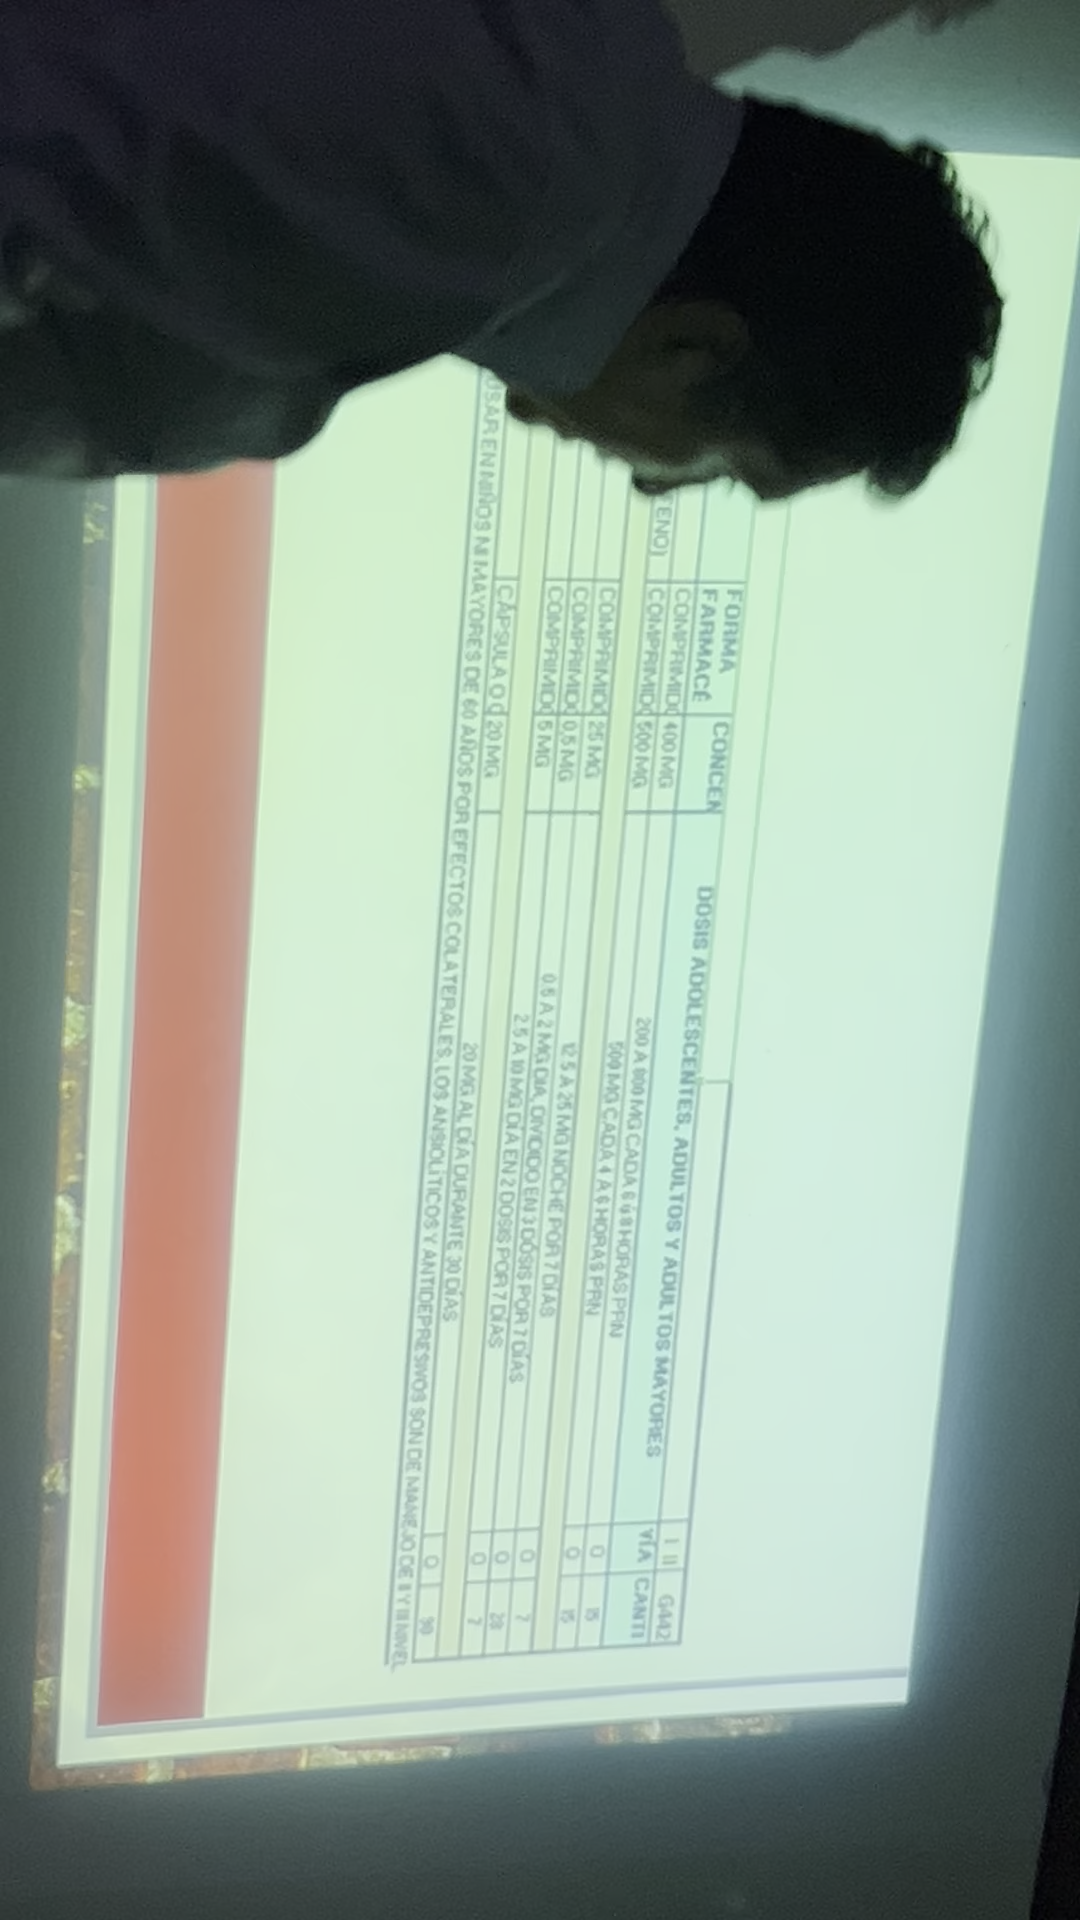 I II G442
FORMA FARMACÉ CONCEN DOSIS ADOLESCENTES, ADULTOS Y ADULTOS MAYORES VÍA CANTI
COMPRIMIDO 400 MG 200 A 800 MG CADA 6 ó 8 HORAS PRN O 15
ENO) COMPRIMIDO 500 MG 500 MG CADA 4 A 6 HORAS PRN O 15
COMPRIMIDO 25 MG 12.5 A 25 MG NOCHE POR 7 DÍAS O 7
COMPRIMIDO 0,5 MG 0.5 A 2 MG DIA, DIVIDIDO EN 3 DÓSIS POR 7 DÍAS O 28
COMPRIMIDO 5 MG 2.5 A 10 MG DÍA EN 2 DOSIS POR 7 DÍAS O 7
CÁPSULA O C 20 MG 20 MG AL DÍA DURANTE 30 DÍAS O
USAR EN NIÑOS NI MAYORES DE 60 AÑOS POR EFECTOS COLATERALES, LOS ANSIOLÍTICOS Y ANTIDEPRESIVOS SON DE MANEJO DE II Y III NIVEL